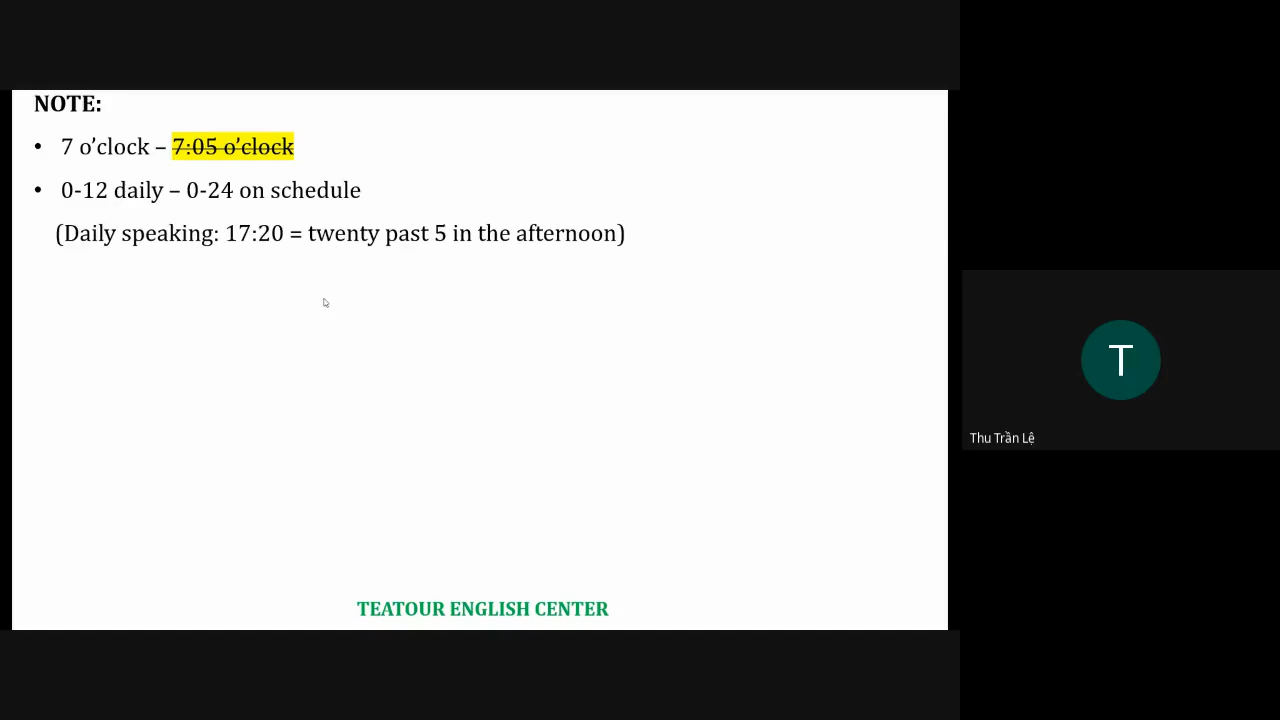 NOTE:
• 7 o’clock – 7:05 o’clock
• 0-12 daily – 0-24 on schedule
(Daily speaking: 17:20 = twenty past 5 in the afternoon)
TEATOUR ENGLISH CENTER
T
Thu Trần Lệ